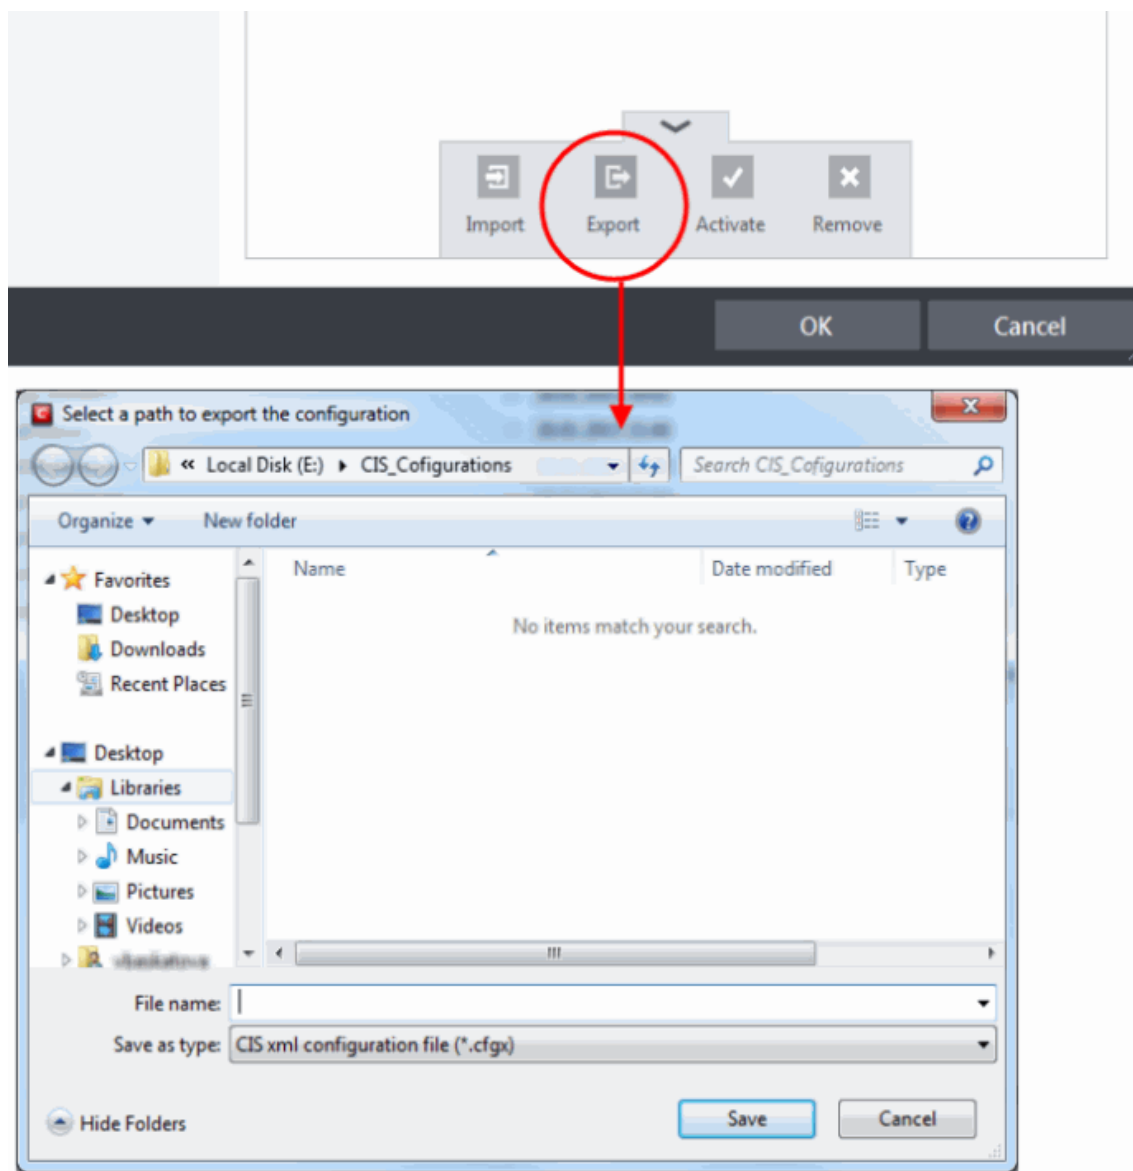 Import Export Activate Remove
OK Cancel
Select a path to export the configuration
« Local Disk (E:) CIS_Cofigurations Search CIS_Cofigurations
Organize New folder
Name Date modified Type
No items match your search.
Favorites
Desktop
Downloads
Recent Places
Desktop
Libraries
Documents
Music
Pictures
Videos
File name:
Save as type: CIS xml configuration file (*.cfgx)
Hide Folders Save Cancel